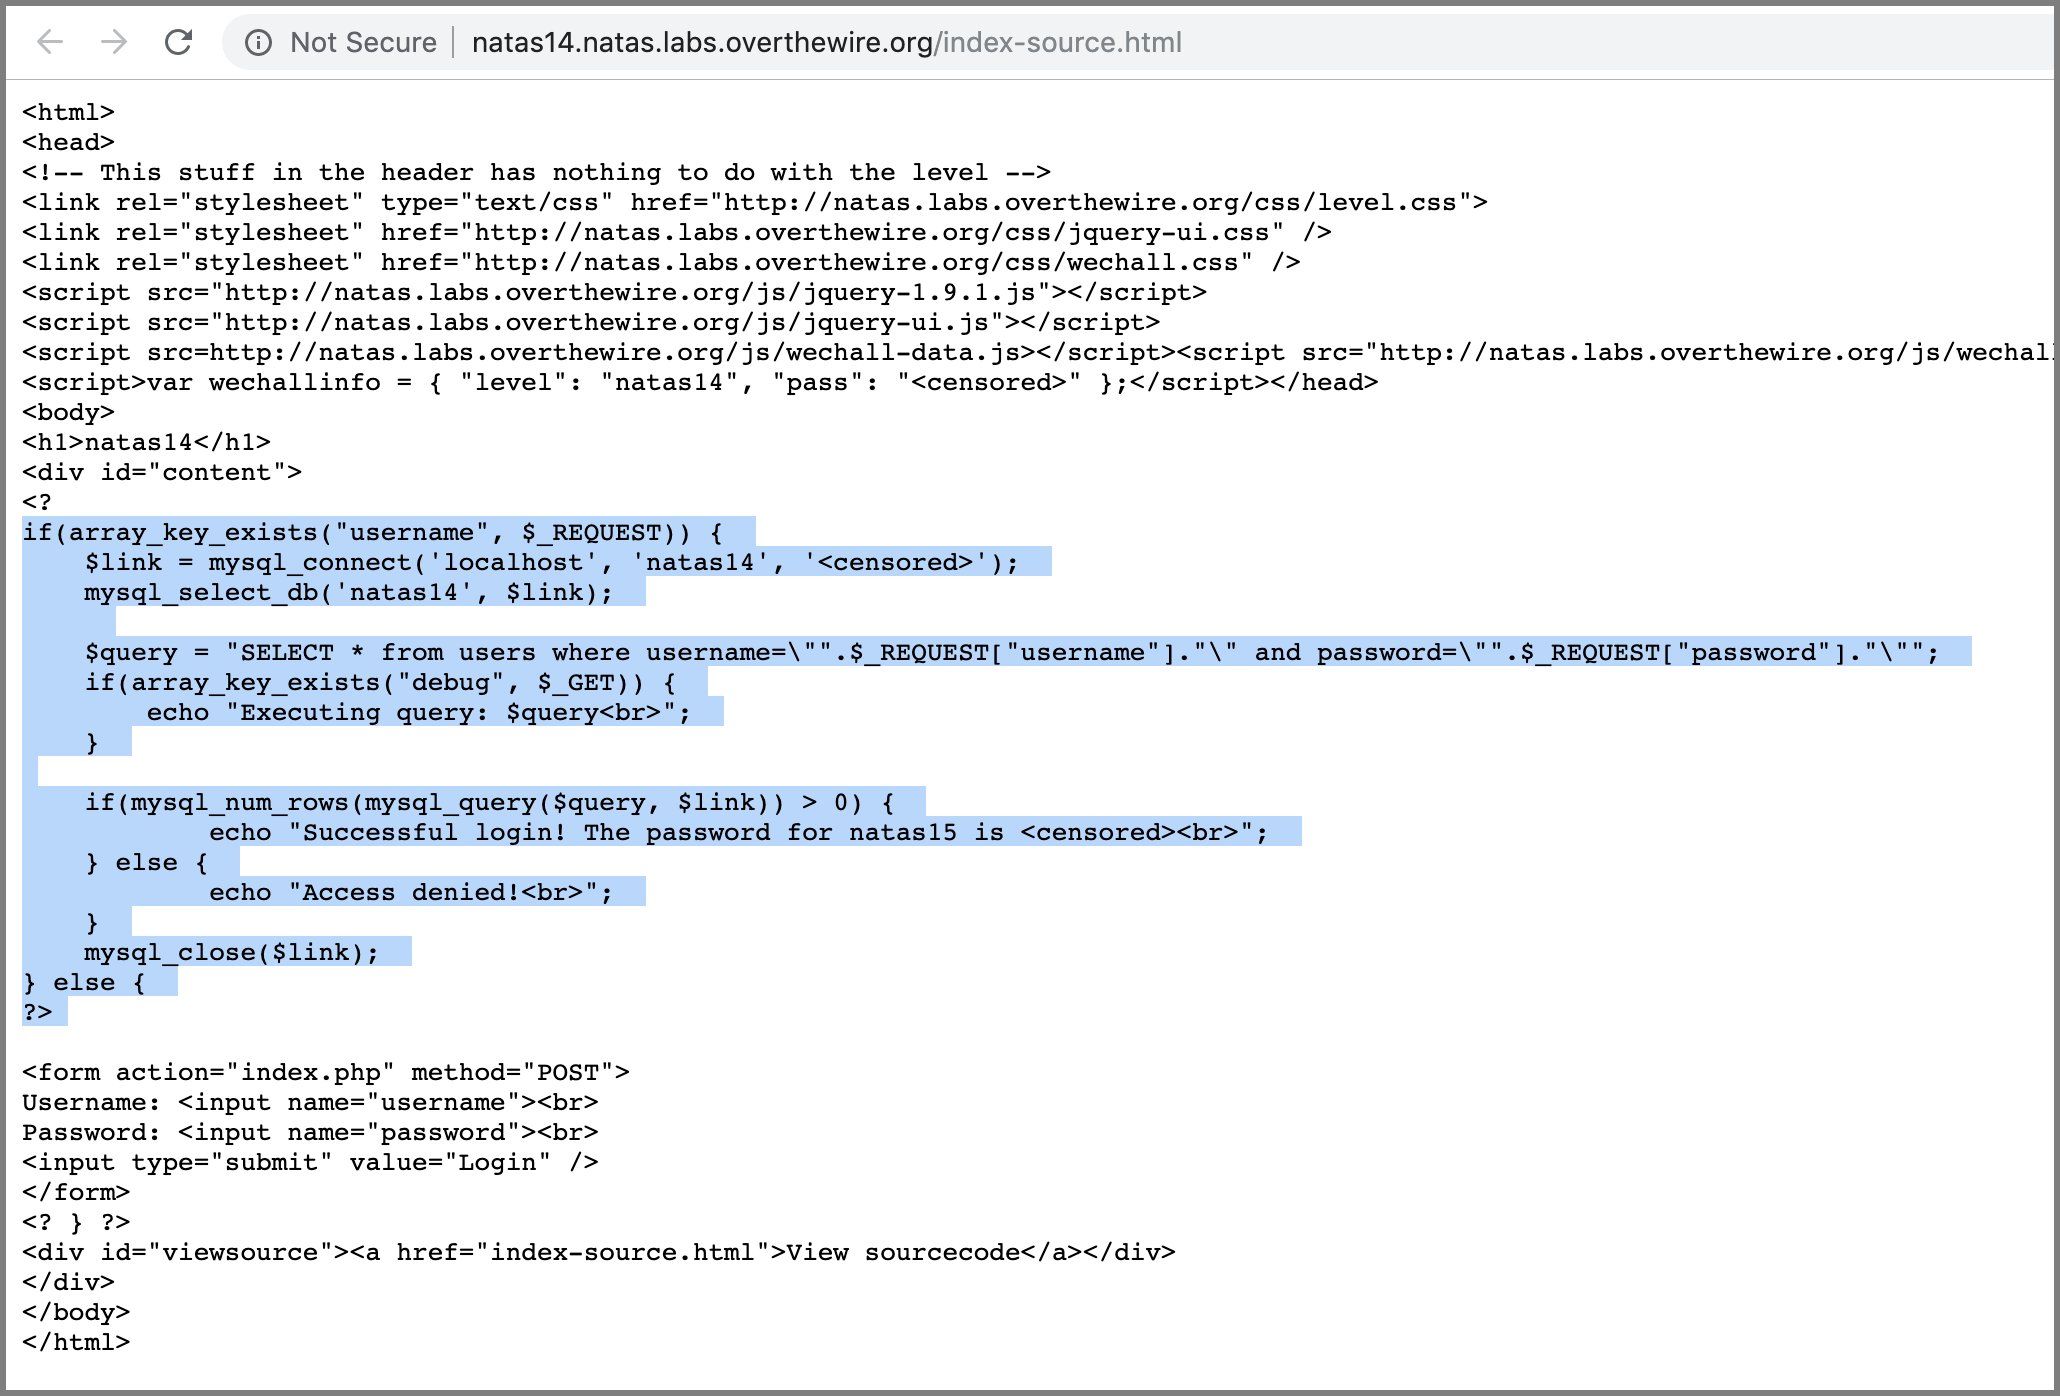 Not Secure | natas14.natas.labs.overthewire.org/index-source.html
<html>
<head>
<!-- This stuff in the header has nothing to do with the level -->
<link rel="stylesheet" type="text/css" href="http://natas.labs.overthewire.org/css/level.css">
<link rel="stylesheet" href="http://natas.labs.overthewire.org/css/jquery-ui.css" />
<link rel="stylesheet" href="http://natas.labs.overthewire.org/css/wechall.css" />
<script src="http://natas.labs.overthewire.org/js/jquery-1.9.1.js"></script>
<script src="http://natas.labs.overthewire.org/js/jquery-ui.js"></script>
<script src=http://natas.labs.overthewire.org/js/wechall-data.js></script><script src="http://natas.labs.overthewire.org/js/wechal
<script>var wechallinfo = { "level": "natas14", "pass": "<censored>" };</script></head>
<body>
<h1>natas14</h1>
<div id="content">
<?
if(array_key_exists("username", $_REQUEST)) {
    $link = mysql_connect('localhost', 'natas14', '<censored>');
    mysql_select_db('natas14', $link);
    $query = "SELECT * from users where username=\"".$_REQUEST["username"]."\" and password=\"".$_REQUEST["password"]."\"";
    if(array_key_exists("debug", $_GET)) {
        echo "Executing query: $query<br>";
    }
    if(mysql_num_rows(mysql_query($query, $link)) > 0) {
            echo "Successful login! The password for natas15 is <censored><br>";
    } else {
            echo "Access denied!<br>";
    }
    mysql_close($link);
} else {
?>
<form action="index.php" method="POST">
Username: <input name="username"><br>
Password: <input name="password"><br>
<input type="submit" value="Login" />
</form>
<? } ?>
<div id="viewsource"><a href="index-source.html">View sourcecode</a></div>
</div>
</body>
</html>